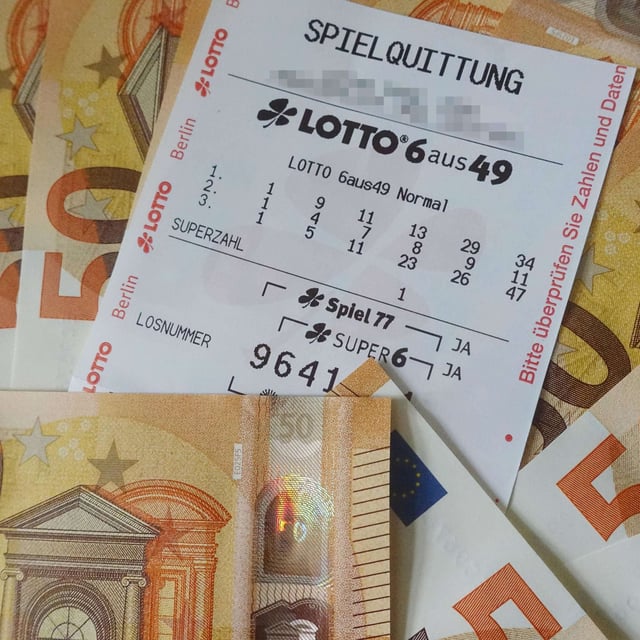 SPIELQUITTUNG
LOTTO® 6aus49
LOTTO 6aus49 Normal
1. 1 9 11 13 29 34
2. 1 4 7 8 9 11
3. 1 5 11 23 26 47
SUPERZAHL 1
Spiel 77 JA
SUPER 6 JA
LOSNUMMER 9641
LOTTO
Berlin
LOTTO
Berlin
LOTTO
Bitte überprüfen Sie Zahlen und Daten
50
50